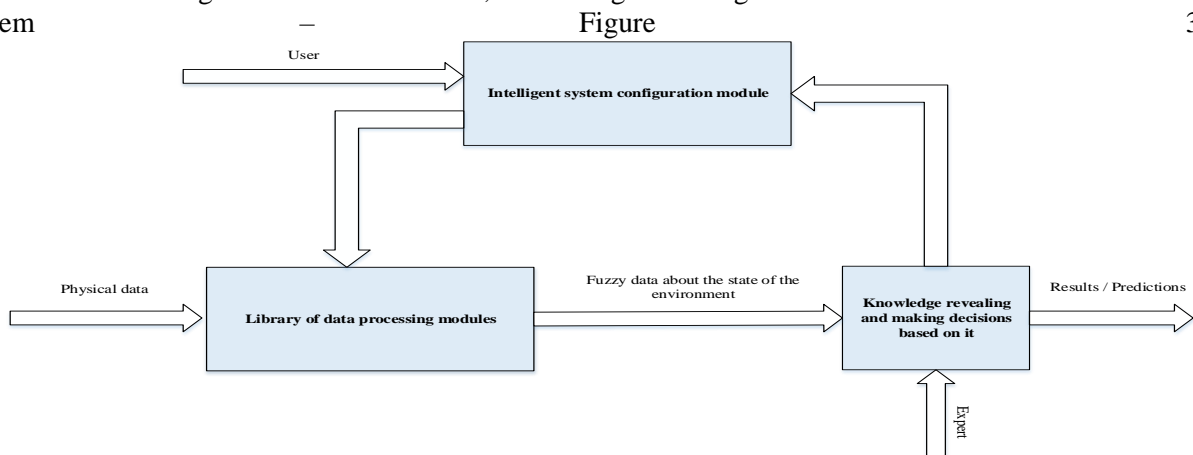 em – Figure 3
User
Intelligent system configuration module
Physical data
Library of data processing modules
Fuzzy data about the state of the
environment
Knowledge revealing
and making decisions
based on it
Results / Predictions
Expert